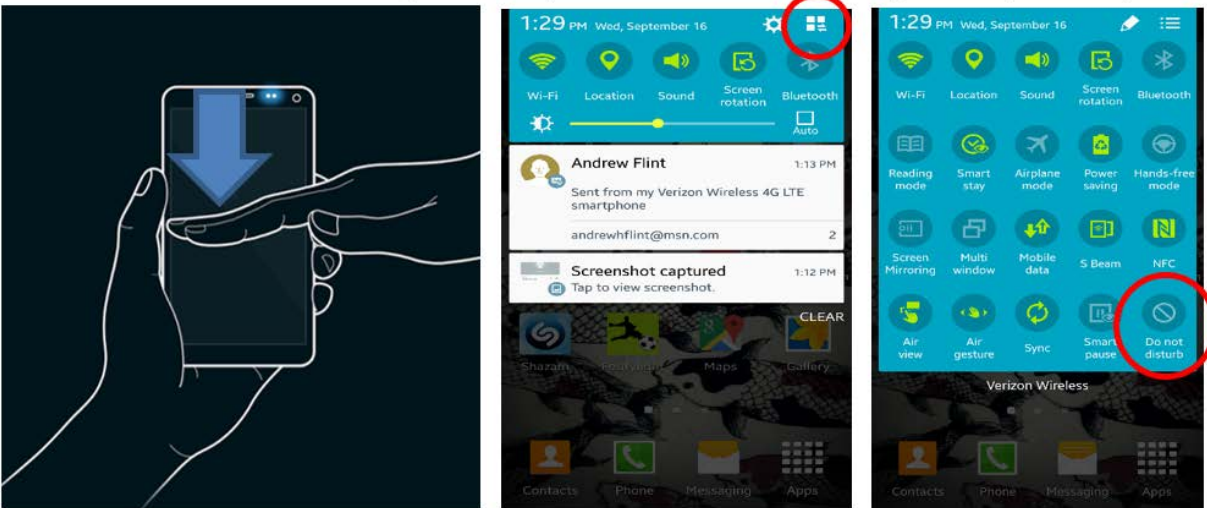 1:29 PM Wed, September 16
Wi-Fi Location Sound Screen rotation Bluetooth
Auto
Andrew Flint 1:13 PM
Sent from my Verizon Wireless 4G LTE
smartphone
andrewhflint@msn.com 2
Screenshot captured 1:12 PM
Tap to view screenshot.
CLEAR
Shazam Maps Gallery
Contacts Phone Messaging Apps
1:29 PM Wed, September 16
Wi-Fi Location Sound Screen rotation Bluetooth
Reading mode Smart stay Airplane mode Power saving Hands-free mode
Screen Mirroring Multi window Mobile data S Beam NFC
Air view Air gesture Sync Smart pause Do not disturb
Verizon Wireless
Contacts Phone Messaging Apps